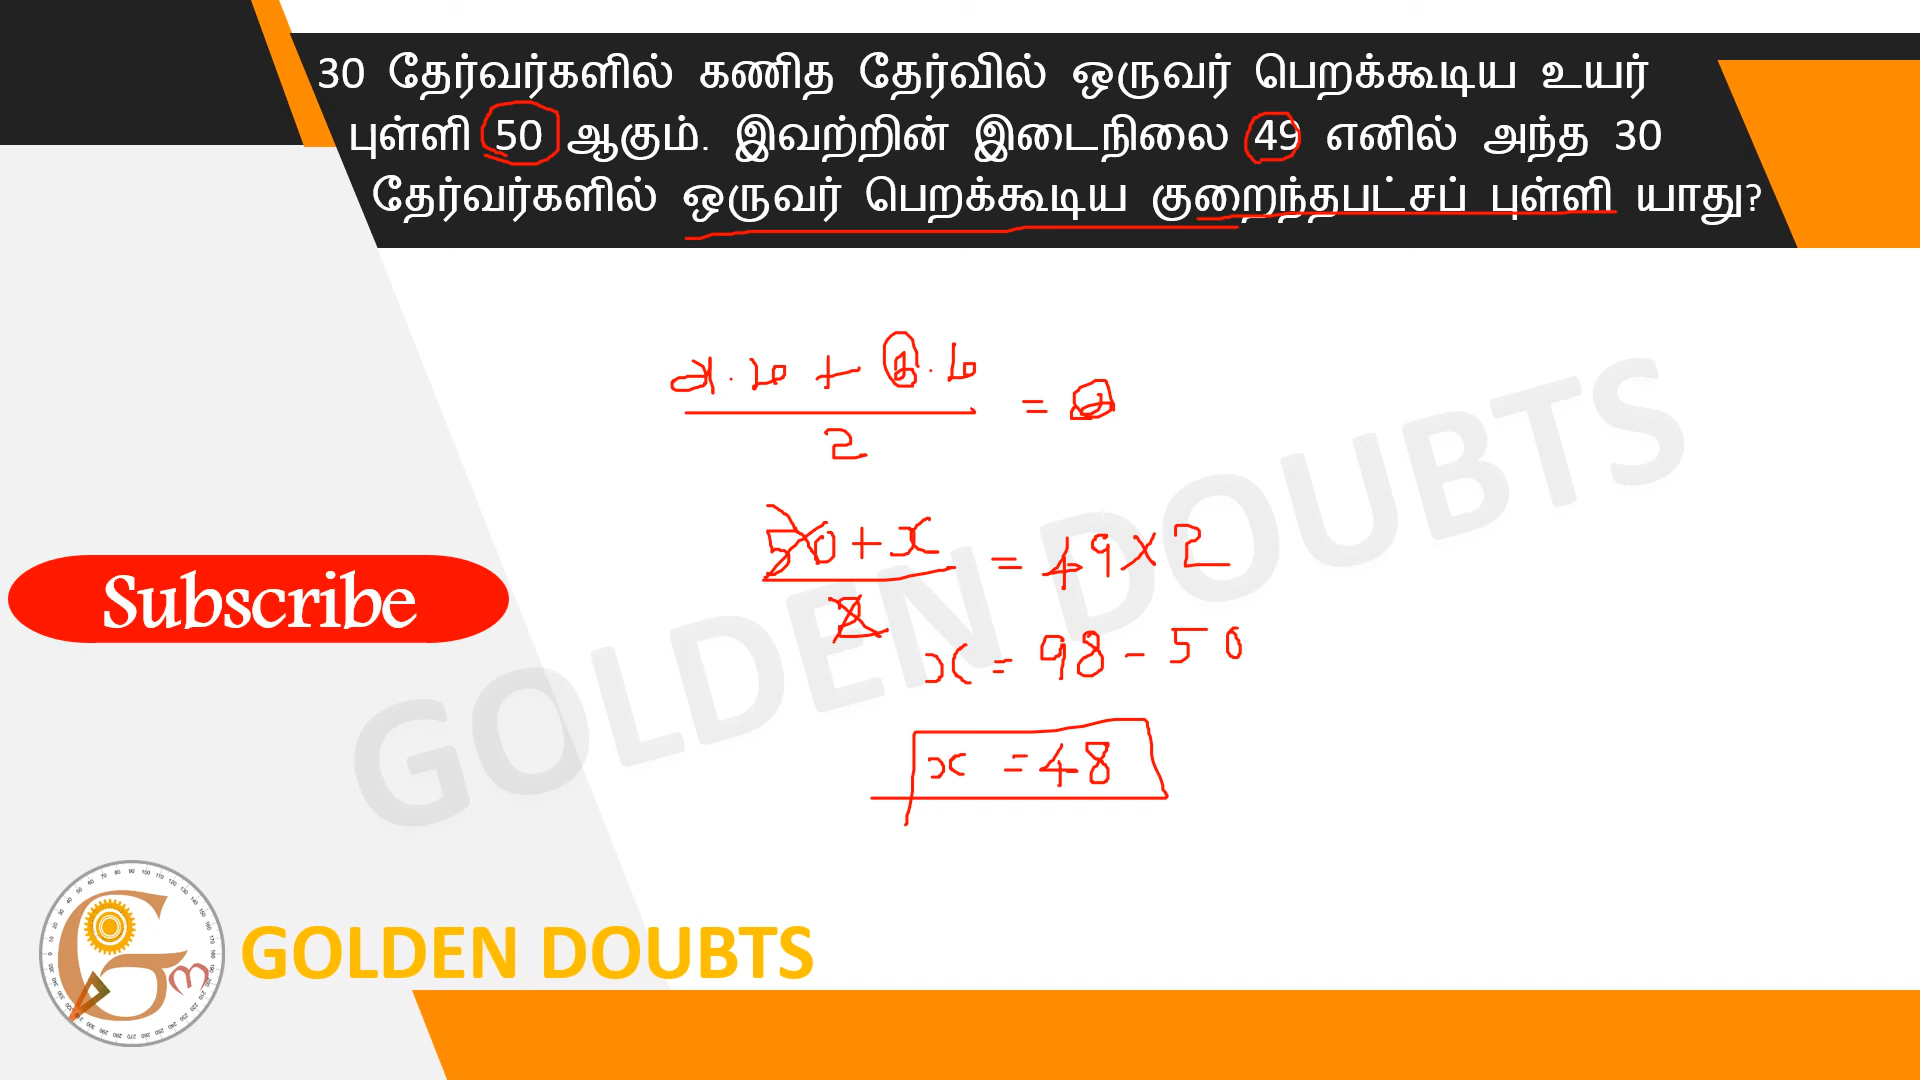 30 தேர்வர்களில் கணித தேர்வில் ஒருவர் பெறக்கூடிய உயர்
புள்ளி 50 ஆகும். இவற்றின் இடைநிலை 49 எனில் அந்த 30
தேர்வர்களில் ஒருவர் பெறக்கூடிய குறைந்தபட்சப் புள்ளி யாது?
2
50 + x = 49 × 2
2
x = 98 - 50
x = 48
Subscribe
GOLDEN DOUBTS
GOLDEN DOUBTS